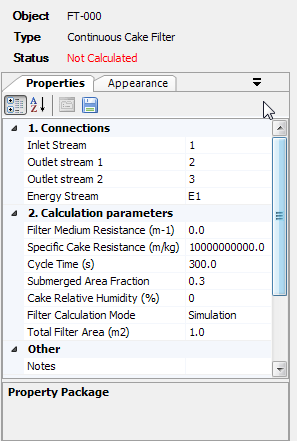 Object FT-000
Type Continuous Cake Filter
Status Not Calculated
Properties Appearance
1. Connections
Inlet Stream 1
Outlet stream 1 2
Outlet stream 2 3
Energy Stream E1
2. Calculation parameters
Filter Medium Resistance (m-1) 0.0
Specific Cake Resistance (m/kg) 10000000000.0
Cycle Time (s) 300.0
Submerged Area Fraction 0.3
Cake Relative Humidity (%) 0
Filter Calculation Mode Simulation
Total Filter Area (m2) 1.0
Other
Notes
Property Package